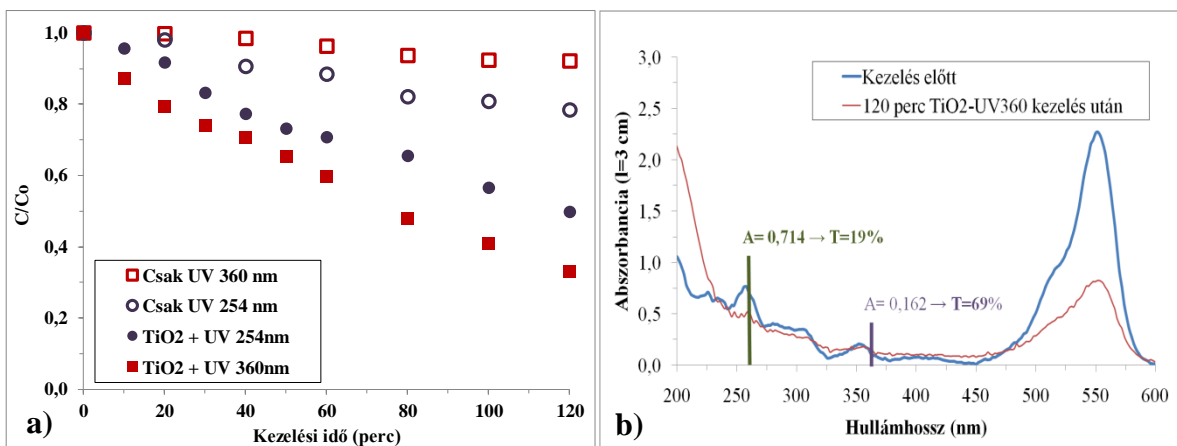 1,0
0,8
0,6
0,4
0,2
0,0
C/Co
Csak UV 360 nm
Csak UV 254 nm
TiO2 + UV 254nm
TiO2 + UV 360nm
0 20 40 60 80 100 120
Kezelési idő (perc)
a)
3,0
2,5
2,0
1,5
1,0
0,5
0,0
Abszorbancia (l=3 cm)
Kezelés előtt
120 perc TiO2-UV360 kezelés után
A= 0,714 → T=19%
A= 0,162 → T=69%
200 250 300 350 400 450 500 550 600
Hullámhossz (nm)
b)